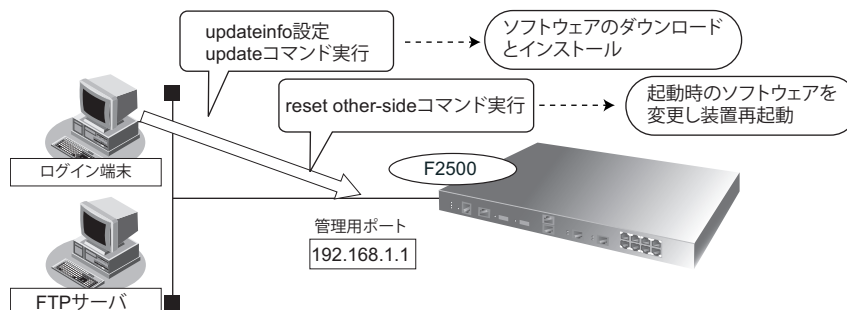 updateinfo設定
updateコマンド実行
ソフトウェアのダウンロード
とインストール
reset other-sideコマンド実行
起動時のソフトウェアを
変更し装置再起動
ログイン端末
F2500
管理用ポート
192.168.1.1
FTPサーバ